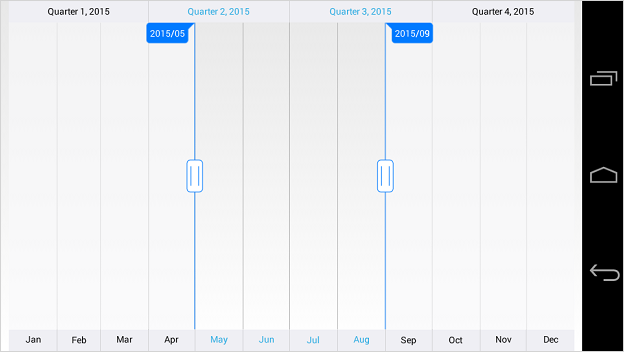 Quarter 1, 2015 Quarter 2, 2015 Quarter 3, 2015 Quarter 4, 2015
2015/05 2015/09
Jan Feb Mar Apr May Jun Jul Aug Sep Oct Nov Dec